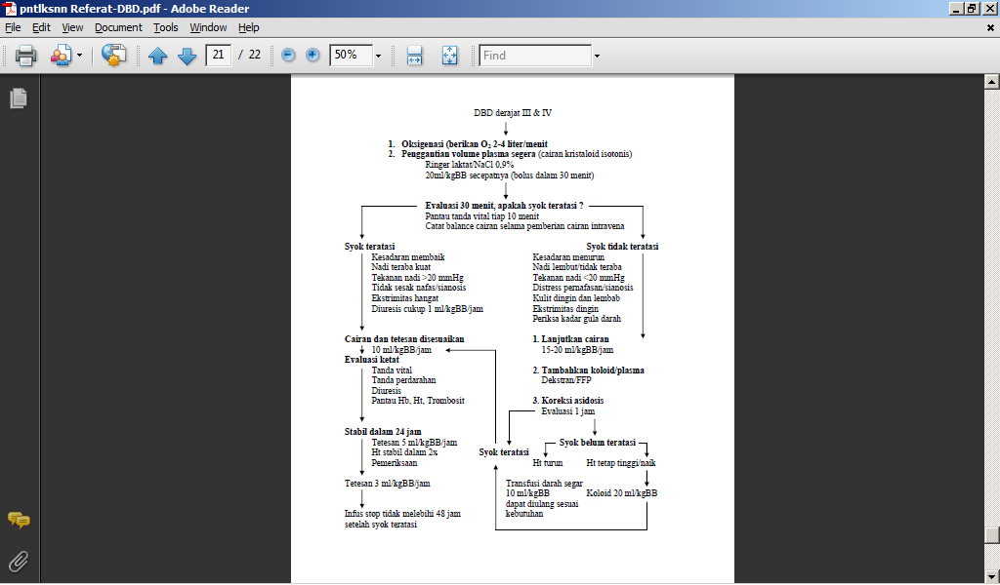 pntlksnn Referat-DBD.pdf - Adobe Reader
File Edit View Document Tools Window Help
21 / 22 50% Find
DBD derajat III & IV
1. Oksigenasi (berikan O₂ 2-4 liter/menit
2. Penggantian volume plasma segera (cairan kristaloid isotonis)
Ringer laktat/NaCl 0,9%
20ml/kgBB secepatnya (bolus dalam 30 menit)
Evaluasi 30 menit, apakah syok teratasi ?
Pantau tanda vital tiap 10 menit
Catat balance cairan selama pemberian cairan intravena
Syok teratasi
Kesadaran membaik
Nadi teraba kuat
Tekanan nadi >20 mmHg
Tidak sesak nafas/sianosis
Ekstrimitas hangat
Diuresis cukup 1 ml/kgBB/jam
Syok tidak teratasi
Kesadaran menurun
Nadi lembut/tidak teraba
Tekanan nadi <20 mmHg
Distress pernafasan/sianosis
Kulit dingin dan lembab
Ekstrimitas dingin
Periksa kadar gula darah
Cairan dan tetesan disesuaikan
10 ml/kgBB/jam
Evaluasi ketat
Tanda vital
Tanda perdarahan
Diuresis
Pantau Hb, Ht, Trombosit
1. Lanjutkan cairan
15-20 ml/kgBB/jam
2. Tambahkan koloid/plasma
Dekstran/FFP
3. Koreksi asidosis
Evaluasi 1 jam
Stabil dalam 24 jam
Tetesan 5 ml/kgBB/jam
Ht stabil dalam 2x
Pemeriksaan
Tetesan 3 ml/kgBB/jam
Infus stop tidak melebihi 48 jam
setelah syok teratasi
Syok teratasi
Syok belum teratasi
Ht turun
Ht tetap tinggi/naik
Transfusi darah segar
10 ml/kgBB
dapat diulang sesuai
kebutuhan
Koloid 20 ml/kgBB